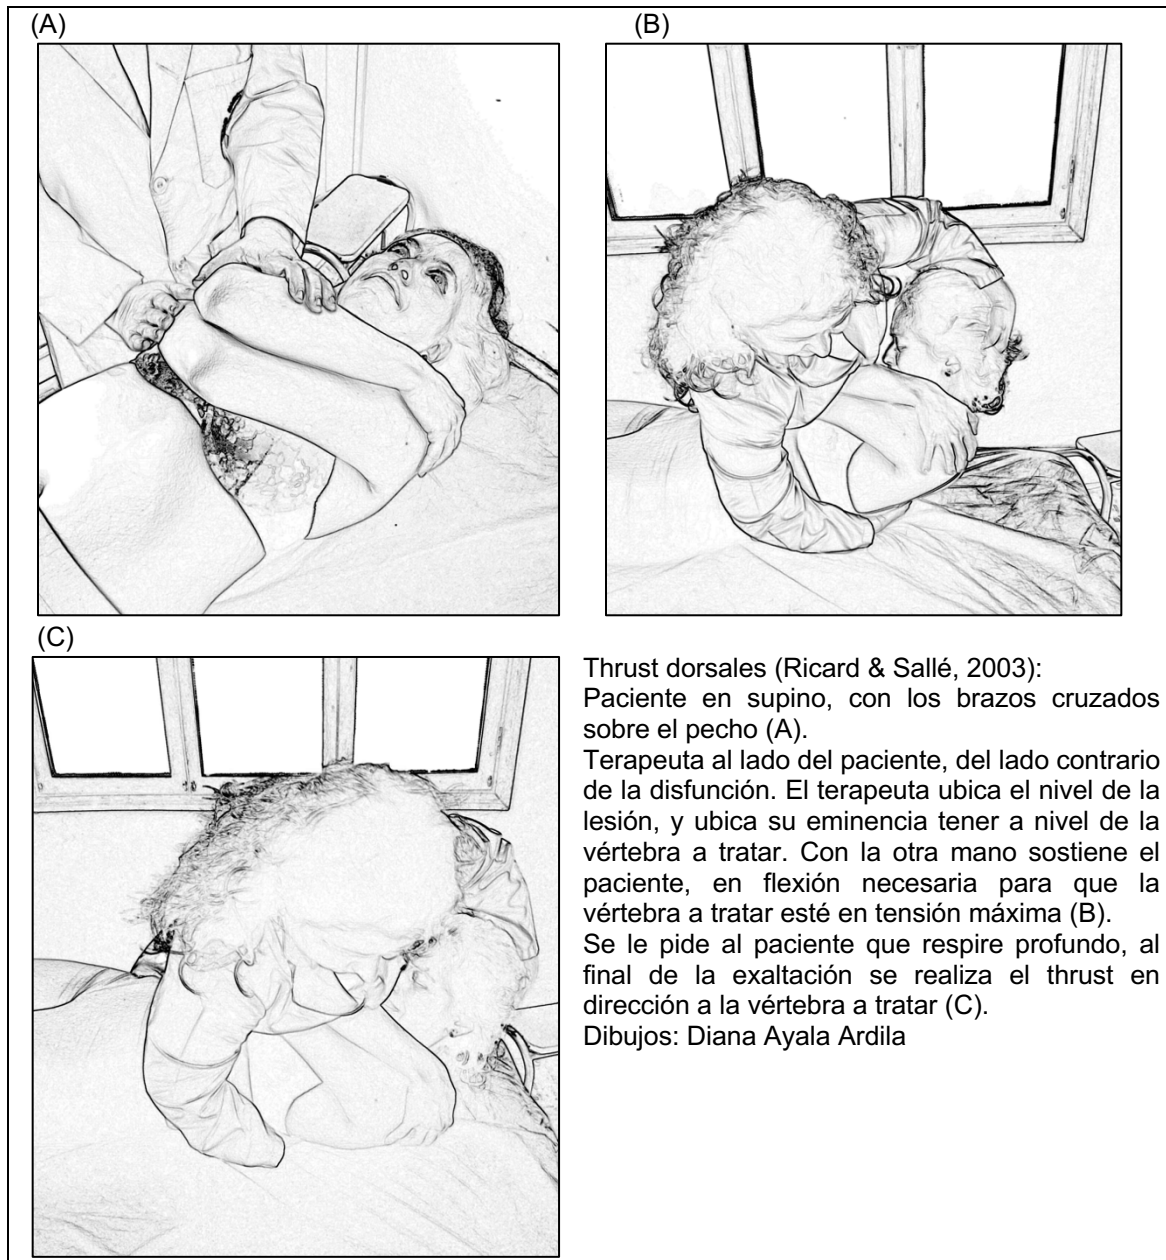 (A)
(B)
(C)
Thrust dorsales (Ricard & Sallé, 2003):
Paciente en supino, con los brazos cruzados
sobre el pecho (A).
Terapeuta al lado del paciente, del lado contrario
de la disfunción. El terapeuta ubica el nivel de la
lesión, y ubica su eminencia tener a nivel de la
vértebra a tratar. Con la otra mano sostiene el
paciente, en flexión necesaria para que la
vértebra a tratar esté en tensión máxima (B).
Se le pide al paciente que respire profundo, al
final de la exaltación se realiza el thrust en
dirección a la vértebra a tratar (C).
Dibujos: Diana Ayala Ardila